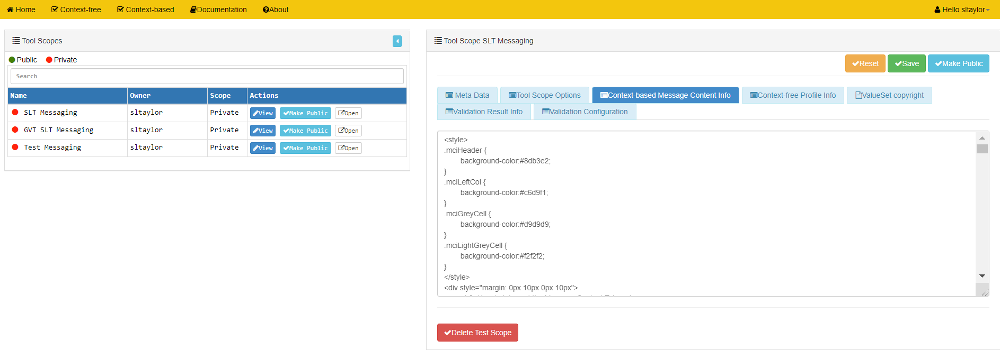 Home Context-free Context-based Documentation About Hello sltaylor
Tool Scopes
Public Private
Search
Name Owner Scope Actions
SLT Messaging sltaylor Private View Make Public Open
GVT SLT Messaging sltaylor Private View Make Public Open
Test Messaging sltaylor Private View Make Public Open
Tool Scope SLT Messaging
Reset Save Make Public
Meta Data Tool Scope Options Context-based Message Content Info Context-free Profile Info ValueSet copyright
Validation Result Info Validation Configuration
<style>
.mciHeader {
background-color:#8db3e2;
}
.mciLeftCol {
background-color:#c6d9f1;
}
.mciGreyCell {
background-color:#d9d9d9;
}
.mciLightGreyCell {
background-color:#f2f2f2;
}
</style>
<div style="margin: 0px 10px 0px 10px">
Delete Test Scope